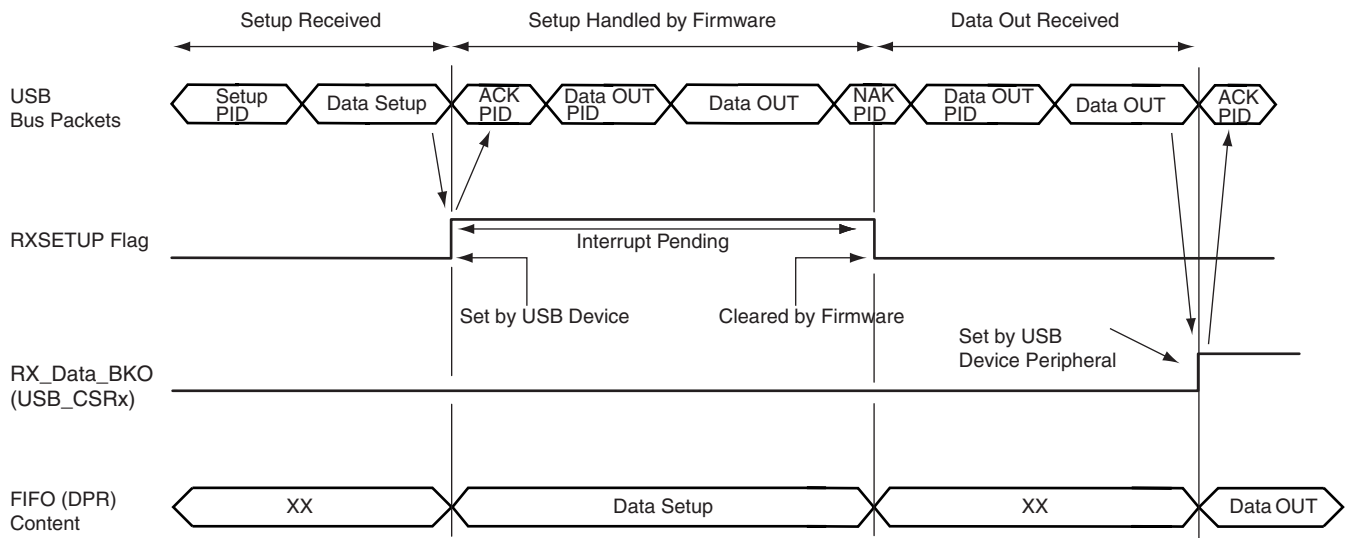 Setup Received
Setup Handled by Firmware
Data Out Received
USB
Bus Packets
Setup
PID
Data Setup
ACK
PID
Data OUT
PID
Data OUT
NAK
PID
Data OUT
PID
Data OUT
ACK
PID
RXSETUP Flag
Interrupt Pending
Set by USB Device
Cleared by Firmware
Set by USB
Device Peripheral
RX_Data_BKO
(USB_CSRx)
FIFO (DPR)
Content
XX
Data Setup
XX
Data OUT